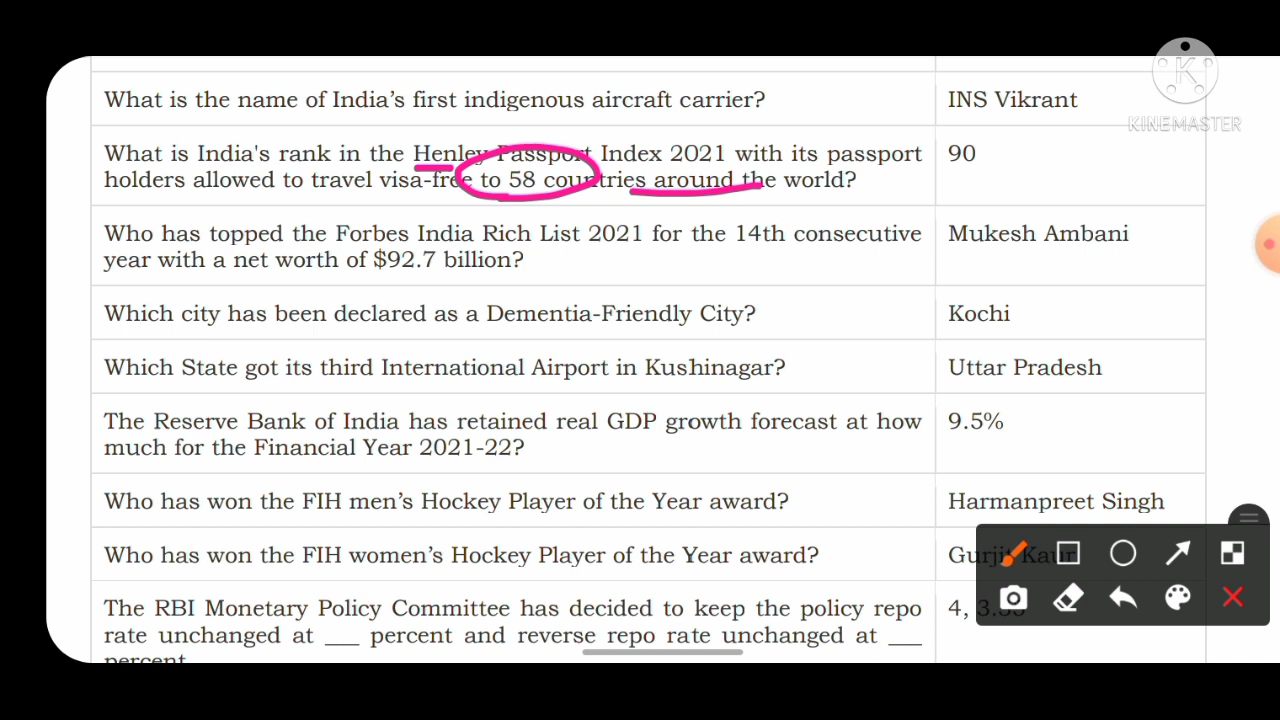 What is the name of India's first indigenous aircraft carrier?
INS Vikrant
What is India's rank in the Henley Passport Index 2021 with its passport
holders allowed to travel visa-free to 58 countries around the world?
90
Who has topped the Forbes India Rich List 2021 for the 14th consecutive
year with a net worth of $92.7 billion?
Mukesh Ambani
Which city has been declared as a Dementia-Friendly City?
Kochi
Which State got its third International Airport in Kushinagar?
Uttar Pradesh
The Reserve Bank of India has retained real GDP growth forecast at how
much for the Financial Year 2021-22?
9.5%
Who has won the FIH men's Hockey Player of the Year award?
Harmanpreet Singh
Who has won the FIH women's Hockey Player of the Year award?
Gurjit Kaur
The RBI Monetary Policy Committee has decided to keep the policy repo
rate unchanged at ___ percent and reverse repo rate unchanged at ___
percent
4, 3.35
K
KINEMASTER